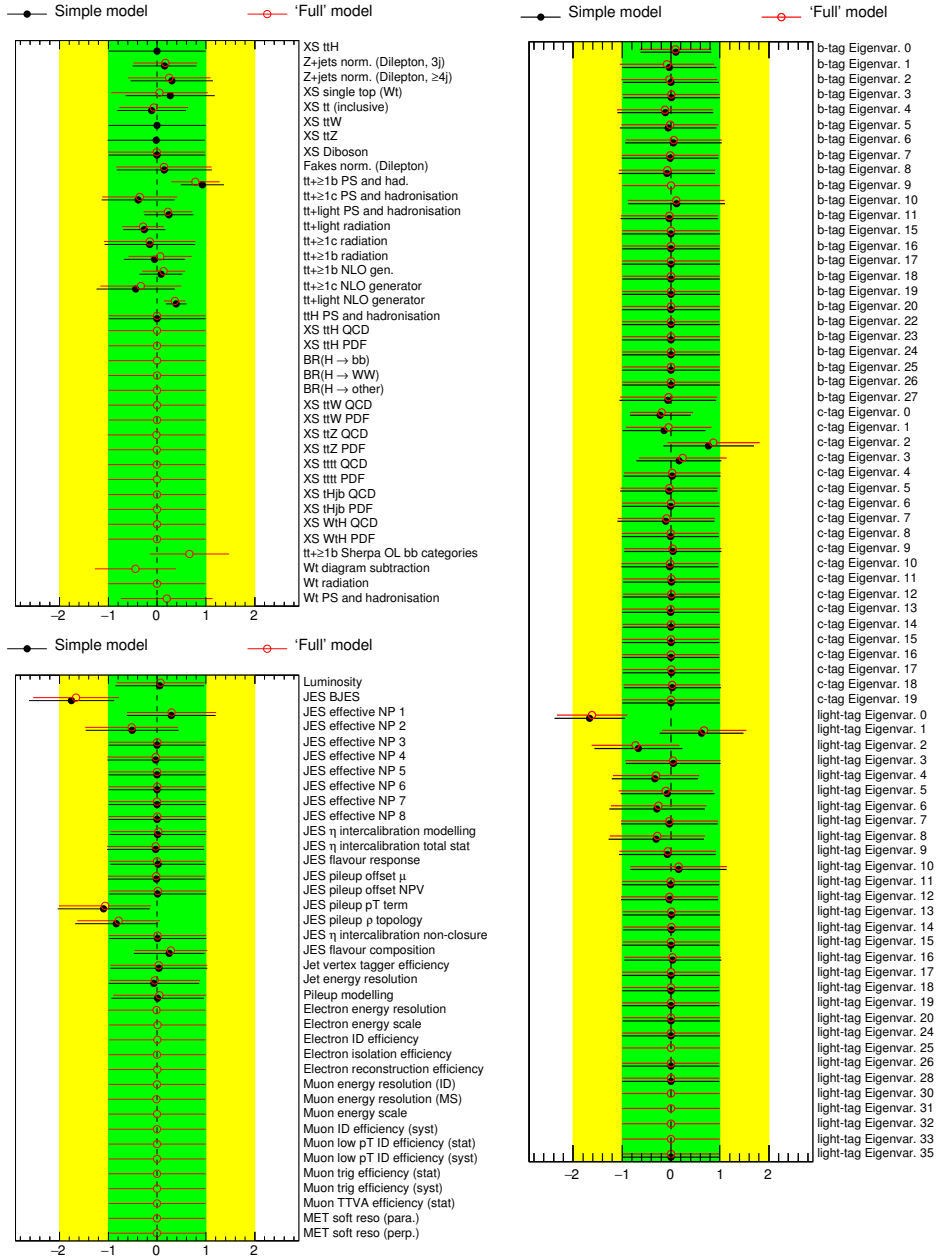 Simple model
'Full' model
XS ttH
Z+jets norm. (Dilepton, 3j)
Z+jets norm. (Dilepton, ≥4j)
XS single top (Wt)
XS tt (inclusive)
XS ttW
XS ttZ
XS Diboson
Fakes norm. (Dilepton)
tt+≥1b PS and had.
tt+≥1c PS and hadronisation
tt+light PS and hadronisation
tt+light radiation
tt+≥1c radiation
tt+≥1b radiation
tt+≥1b NLO gen.
tt+≥1c NLO generator
tt+light NLO generator
ttH PS and hadronisation
XS ttH QCD
XS ttH PDF
BR(H → bb)
BR(H → WW)
BR(H → other)
XS ttW QCD
XS ttW PDF
XS ttZ QCD
XS ttZ PDF
XS tttt QCD
XS tttt PDF
XS tHjb QCD
XS tHjb PDF
XS WtH QCD
XS WtH PDF
tt+≥1b Sherpa OL bb categories
Wt diagram subtraction
Wt radiation
Wt PS and hadronisation
−2 −1 0 1 2
Simple model
'Full' model
Luminosity
JES BJES
JES effective NP 1
JES effective NP 2
JES effective NP 3
JES effective NP 4
JES effective NP 5
JES effective NP 6
JES effective NP 7
JES effective NP 8
JES η intercalibration modelling
JES η intercalibration total stat
JES flavour response
JES pileup offset μ
JES pileup offset NPV
JES pileup pT term
JES pileup ρ topology
JES η intercalibration non-closure
JES flavour composition
Jet vertex tagger efficiency
Jet energy resolution
Pileup modelling
Electron energy resolution
Electron energy scale
Electron ID efficiency
Electron isolation efficiency
Electron reconstruction efficiency
Muon energy resolution (ID)
Muon energy resolution (MS)
Muon energy scale
Muon ID efficiency (syst)
Muon low pT ID efficiency (stat)
Muon low pT ID efficiency (syst)
Muon trig efficiency (stat)
Muon trig efficiency (syst)
Muon TTVA efficiency (stat)
MET soft reso (para.)
MET soft reso (perp.)
−2 −1 0 1 2
Simple model
'Full' model
b-tag Eigenvar. 0
b-tag Eigenvar. 1
b-tag Eigenvar. 2
b-tag Eigenvar. 3
b-tag Eigenvar. 4
b-tag Eigenvar. 5
b-tag Eigenvar. 6
b-tag Eigenvar. 7
b-tag Eigenvar. 8
b-tag Eigenvar. 9
b-tag Eigenvar. 10
b-tag Eigenvar. 11
b-tag Eigenvar. 15
b-tag Eigenvar. 16
b-tag Eigenvar. 17
b-tag Eigenvar. 18
b-tag Eigenvar. 19
b-tag Eigenvar. 20
b-tag Eigenvar. 22
b-tag Eigenvar. 23
b-tag Eigenvar. 24
b-tag Eigenvar. 25
b-tag Eigenvar. 26
b-tag Eigenvar. 27
c-tag Eigenvar. 0
c-tag Eigenvar. 1
c-tag Eigenvar. 2
c-tag Eigenvar. 3
c-tag Eigenvar. 4
c-tag Eigenvar. 5
c-tag Eigenvar. 6
c-tag Eigenvar. 7
c-tag Eigenvar. 8
c-tag Eigenvar. 9
c-tag Eigenvar. 10
c-tag Eigenvar. 11
c-tag Eigenvar. 12
c-tag Eigenvar. 13
c-tag Eigenvar. 14
c-tag Eigenvar. 15
c-tag Eigenvar. 16
c-tag Eigenvar. 17
c-tag Eigenvar. 18
c-tag Eigenvar. 19
light-tag Eigenvar. 0
light-tag Eigenvar. 1
light-tag Eigenvar. 2
light-tag Eigenvar. 3
light-tag Eigenvar. 4
light-tag Eigenvar. 5
light-tag Eigenvar. 6
light-tag Eigenvar. 7
light-tag Eigenvar. 8
light-tag Eigenvar. 9
light-tag Eigenvar. 10
light-tag Eigenvar. 11
light-tag Eigenvar. 12
light-tag Eigenvar. 13
light-tag Eigenvar. 14
light-tag Eigenvar. 15
light-tag Eigenvar. 16
light-tag Eigenvar. 17
light-tag Eigenvar. 18
light-tag Eigenvar. 19
light-tag Eigenvar. 20
light-tag Eigenvar. 24
light-tag Eigenvar. 25
light-tag Eigenvar. 26
light-tag Eigenvar. 28
light-tag Eigenvar. 30
light-tag Eigenvar. 31
light-tag Eigenvar. 32
light-tag Eigenvar. 33
light-tag Eigenvar. 35
−2 −1 0 1 2